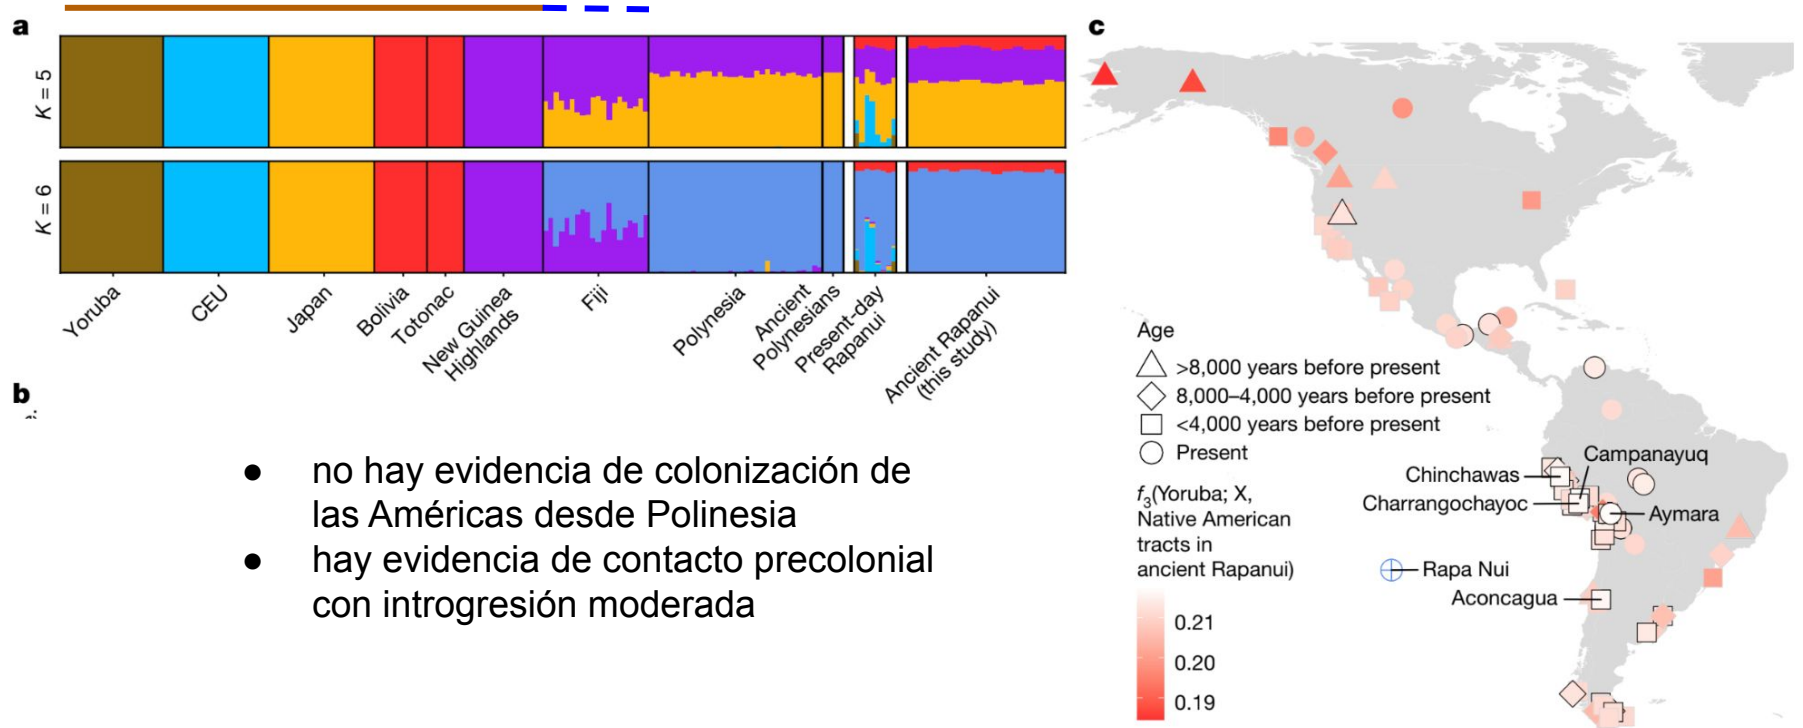 a
K = 5
K = 6
Yoruba
CEU
Japan
Bolivia
Totonac
New Guinea
Highlands
Fiji
Polynesia
Ancient
Polynesians
Present-day
Rapanui
Ancient Rapanui
(this study)
b
● no hay evidencia de colonización de
las Américas desde Polinesia
● hay evidencia de contacto precolonial
con introgresión moderada
c
Age
>8,000 years before present
8,000–4,000 years before present
<4,000 years before present
Present
f3(Yoruba; X,
Native American
tracts in
ancient Rapanui)
0.21
0.20
0.19
Campanayuq
Chinchawas
Charrangochayoc
Aymara
Rapa Nui
Aconcagua